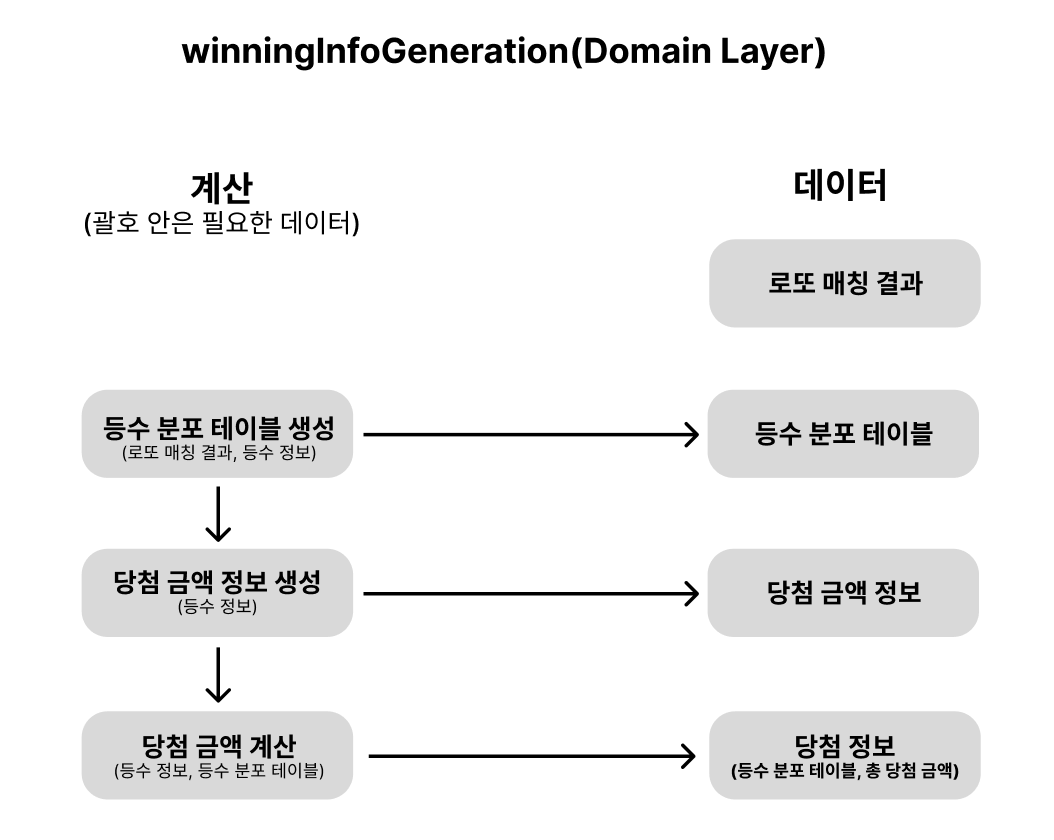 winningInfoGeneration(Domain Layer)
계산
(괄호 안은 필요한 데이터)
데이터
로또 매칭 결과
등수 분포 테이블 생성
(로또 매칭 결과, 등수 정보)
등수 분포 테이블
당첨 금액 정보 생성
(등수 정보)
당첨 금액 정보
당첨 금액 계산
(등수 정보, 등수 분포 테이블)
당첨 정보
(등수 분포 테이블, 총 당첨 금액)